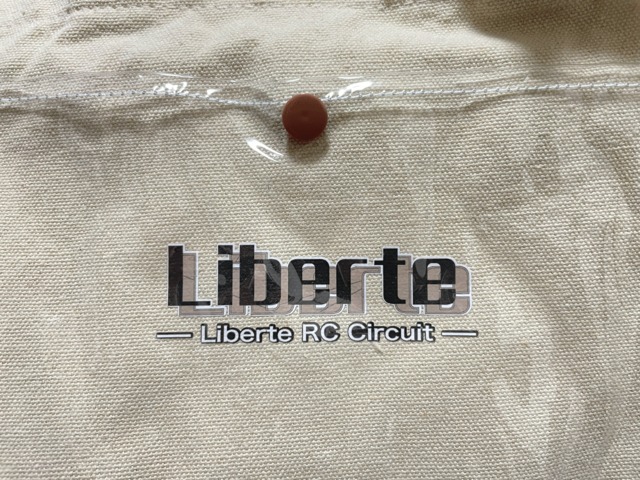 Liberte
— Liberte RC Circuit —